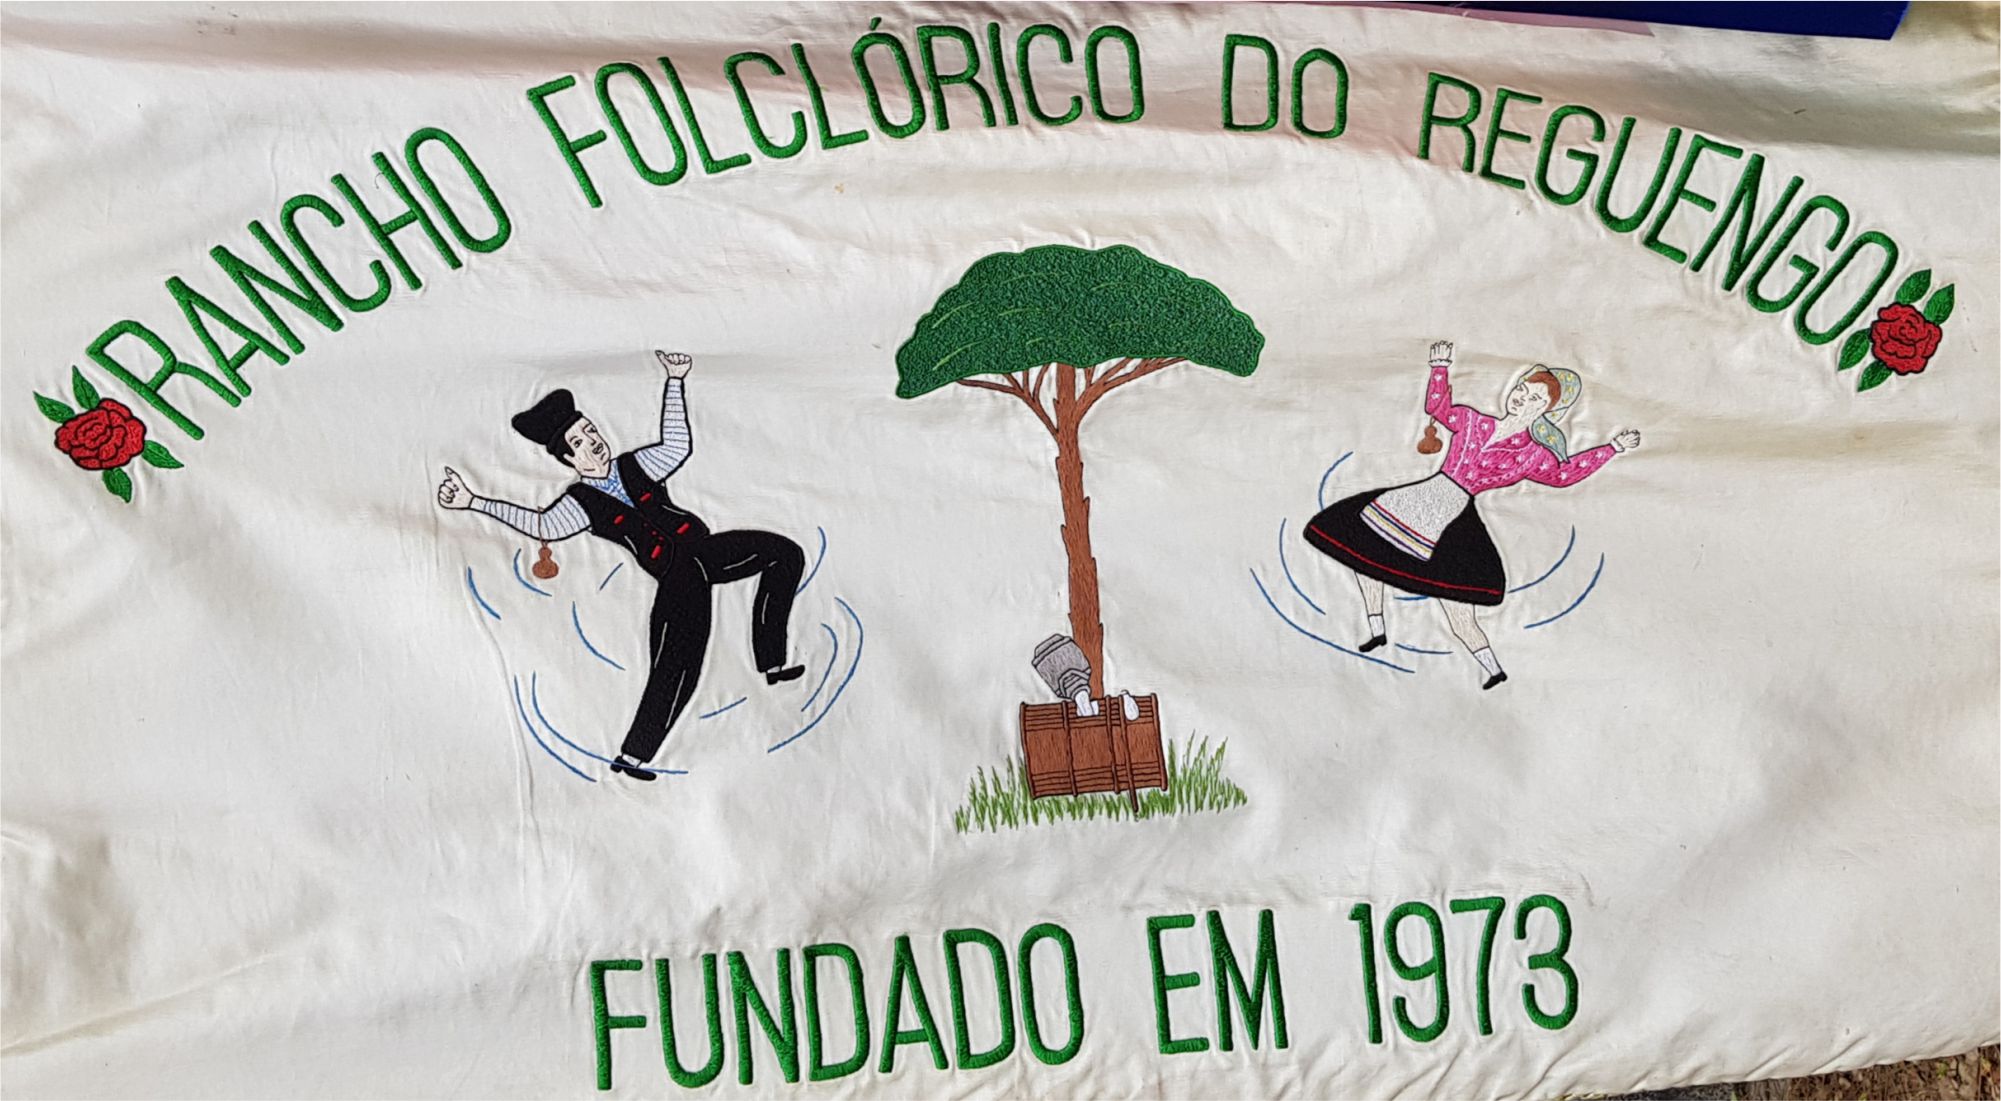 RANCHO FOLCLÓRICO DO REGUENGO
FUNDADO EM 1973